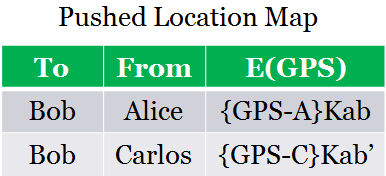 Pushed Location Map
To From E(GPS)
Bob Alice {GPS-A}Kab
Bob Carlos {GPS-C}Kab’